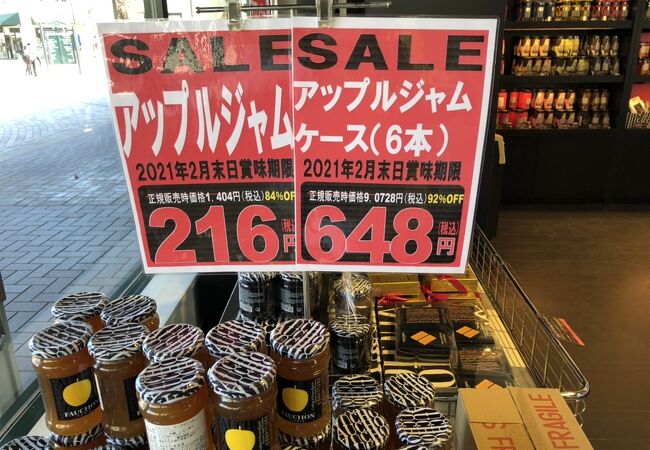 SALE
アップルジャム
2021年2月末日賞味期限
正規販売時価格1,404円(税込)84%OFF
216円
(税込)
SALE
アップルジャム
ケース(6本)
2021年2月末日賞味期限
正規販売時価格9,0728円(税込)92%OFF
648円
(税込)
FAUCHON
FAUCHON
FRAGILE